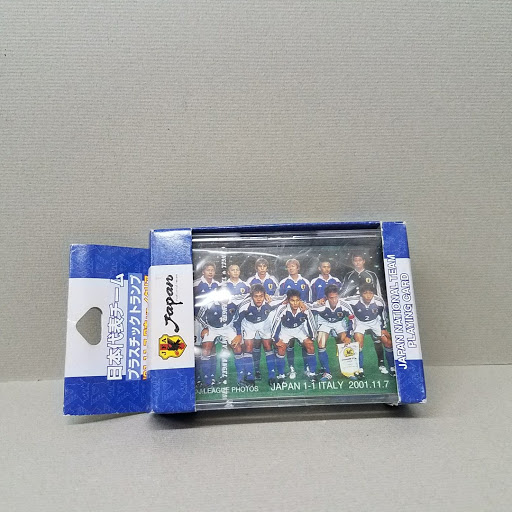 日本代表チーム
プラスチックトランプ
Japan
JFA
J.LEAGUE PHOTOS
JAPAN 1-1 ITALY 2001.11.7
JAPAN NATIONAL TEAM
PLAYING CARD